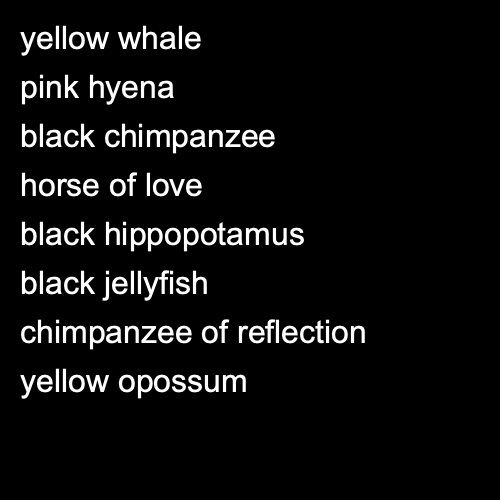 yellow whale
pink hyena
black chimpanzee
horse of love
black hippopotamus
black jellyfish
chimpanzee of reflection
yellow opossum